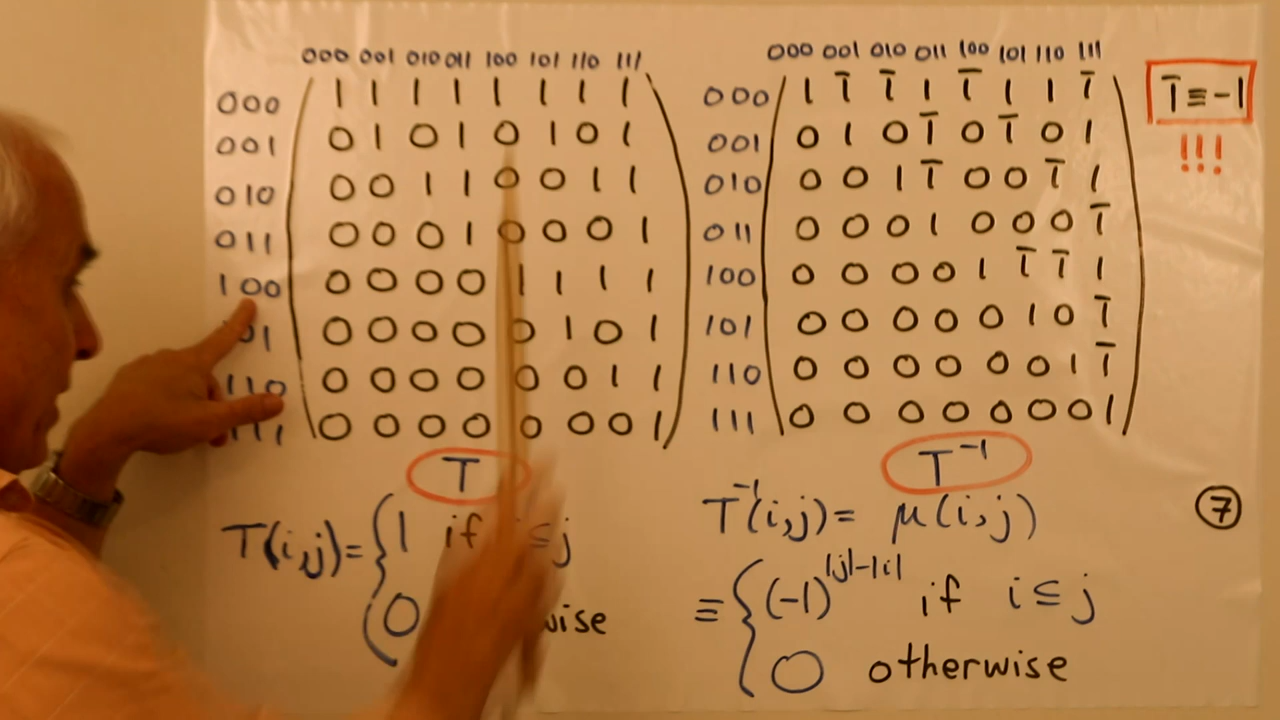 000 001 010 011 100 101 110 111
000 1 1 1 1 1 1 1 1
001 0 1 0 1 0 1 0 1
010 0 0 1 1 0 0 1 1
011 0 0 0 1 0 0 0 1
100 0 0 0 0 1 1 1 1
01 0 0 0 0 0 1 0 1
110 0 0 0 0 0 0 1 1
111 0 0 0 0 0 0 0 1
T
T(i,j) = { 1 if ⊆ j
0
000 001 010 011 100 101 110 111
000 1 1̅ 1̅ 1 1̅ 1 1 1̅
001 0 1 0 1̅ 0 1̅ 0 1
010 0 0 1 1̅ 0 0 1̅ 1
011 0 0 0 1 0 0 0 1̅
100 0 0 0 0 1 1̅ 1̅ 1
101 0 0 0 0 0 1 0 1̅
110 0 0 0 0 0 0 1 1̅
111 0 0 0 0 0 0 0 1
T⁻¹
T⁻¹(i,j) = μ(i,j)
≡ { (-1)^|j|-|i| if i ⊆ j
0 otherwise
1̅ ≡ -1
!!!
7